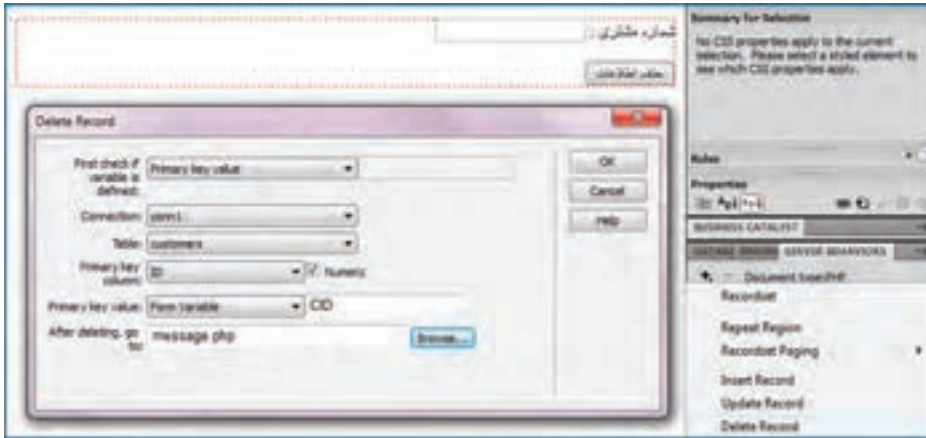 شماره مشتری :
حذف اطلاعات
Delete Record
First check if variable is defined:
Primary key value
Connection:
conn1
Table:
customers
Primary key column:
ID
Numeric
Primary key value:
Form Variable
CID
After deleting, go to:
message php
Browse...
OK
Cancel
Help
Summary for Selection
No CSS properties apply to the current
selection. Please select a styled element to
see which CSS properties apply.
Rules
Properties
BUSINESS CATALYST
SERVER BEHAVIORS
Document type:PHP
Recordset
Repeat Region
Recordset Paging
Insert Record
Update Record
Delete Record